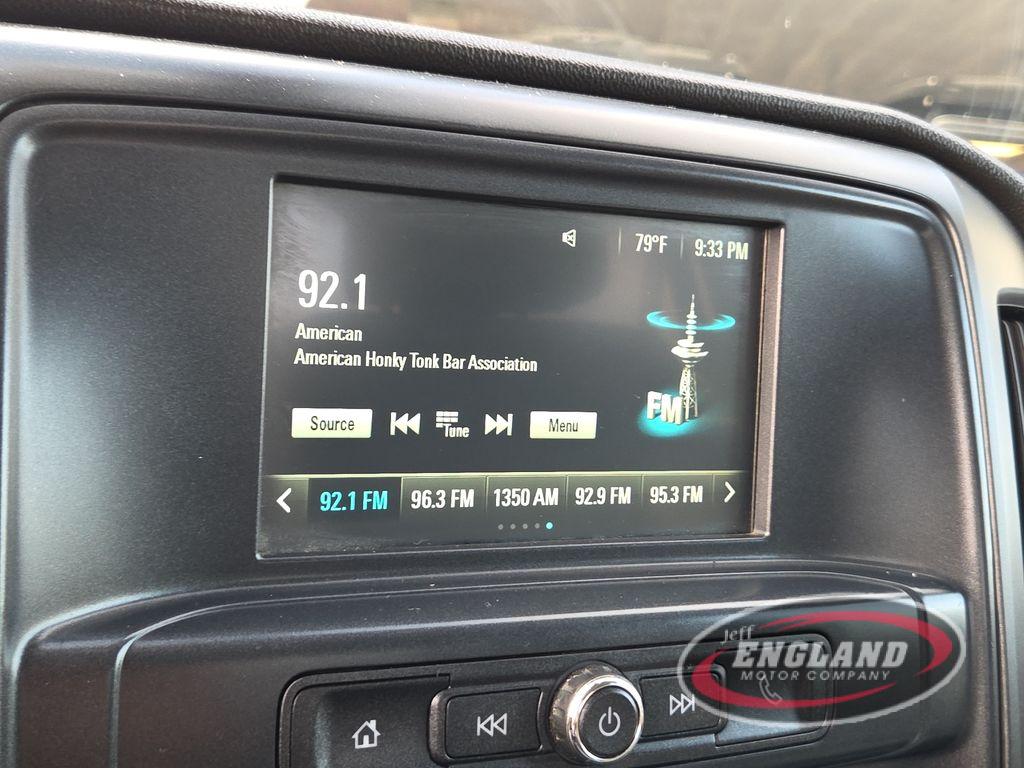 79°F 9:33 PM
92.1
American
American Honky Tonk Bar Association
FM
Source Tune Menu
92.1 FM 96.3 FM 1350 AM 92.9 FM 95.3 FM
jeff
ENGLAND
MOTOR COMPANY